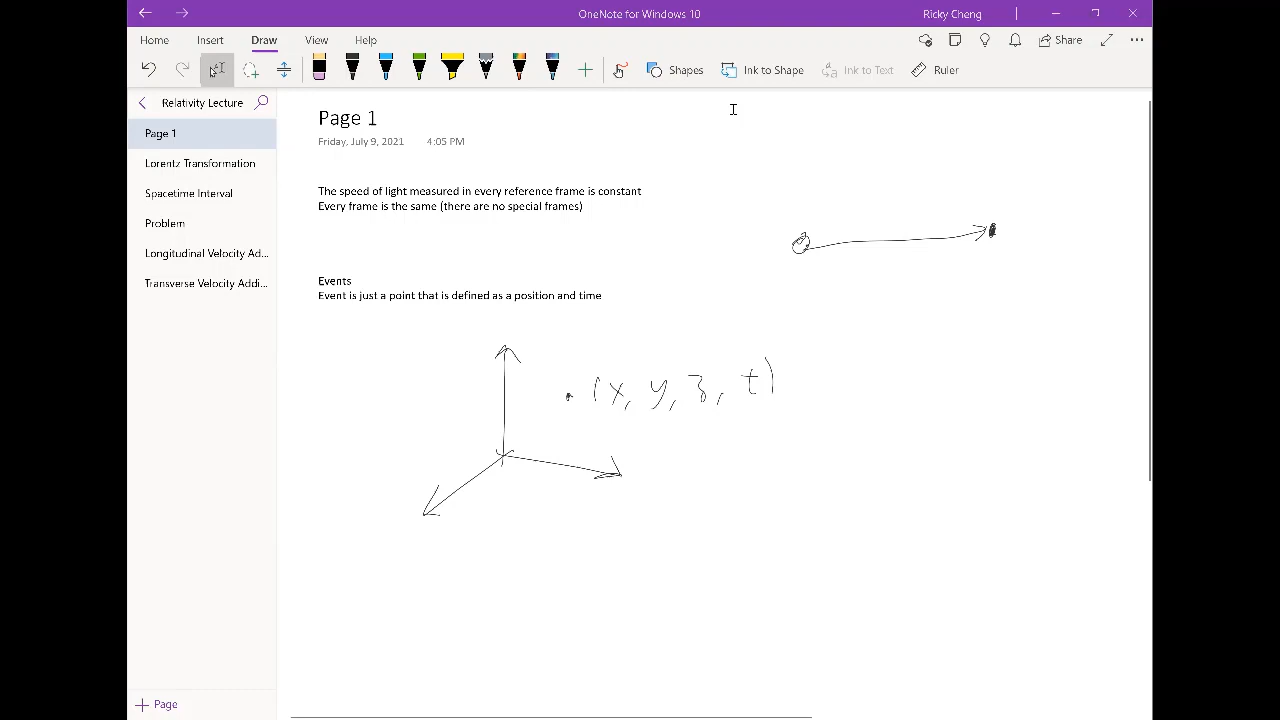 OneNote for Windows 10
Ricky Cheng
Home Insert Draw View Help
Share
Shapes Ink to Shape Ink to Text Ruler
Relativity Lecture
Page 1
Lorentz Transformation
Spacetime Interval
Problem
Longitudinal Velocity Ad...
Transverse Velocity Addi...
Page
Page 1
Friday, July 9, 2021 4:05 PM
The speed of light measured in every reference frame is constant
Every frame is the same (there are no special frames)
Events
Event is just a point that is defined as a position and time
(x, y, z, t)